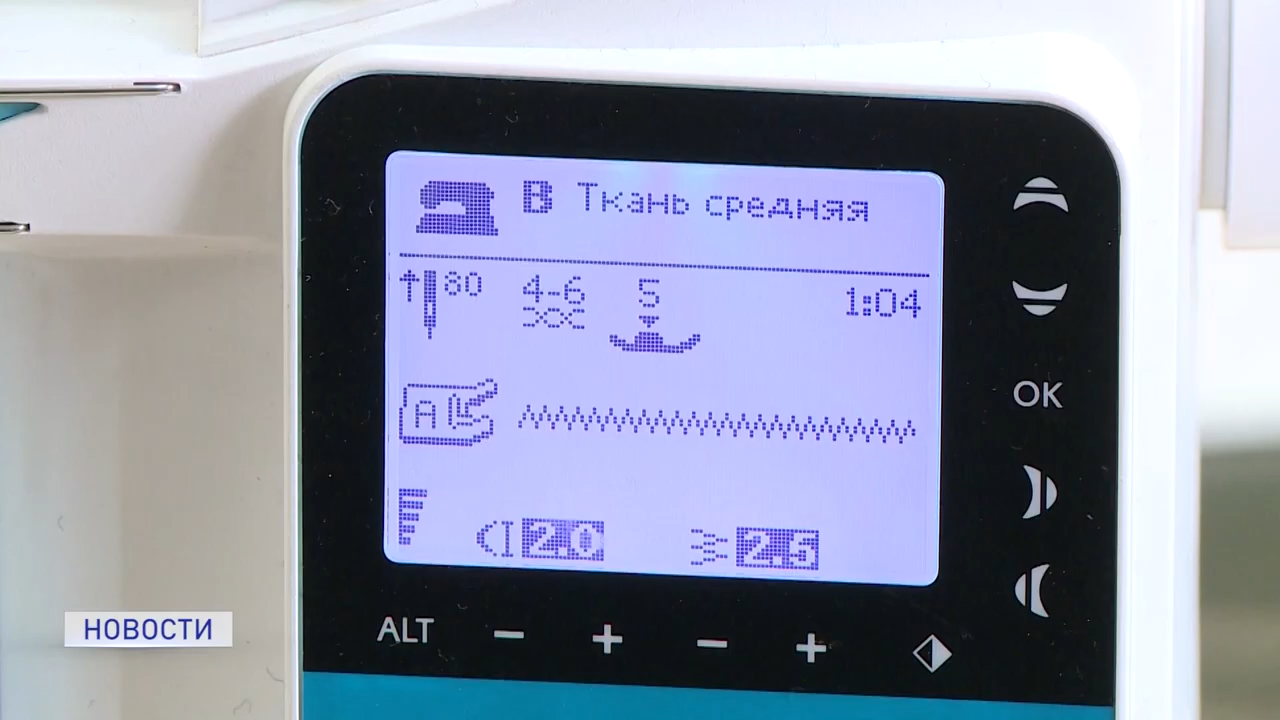 В Ткань средняя
80 4-6 5 1:04
A
2.0 2.5
OK
ALT - + - +
НОВОСТИ